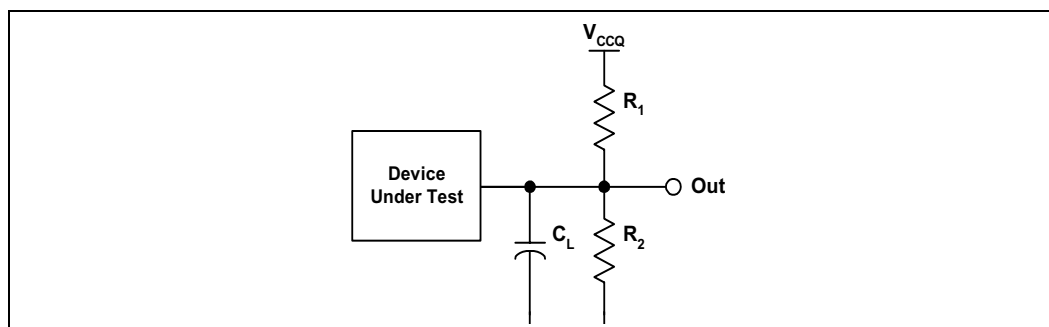 V_CCQ
R_1
Device
Under Test
Out
C_L
R_2